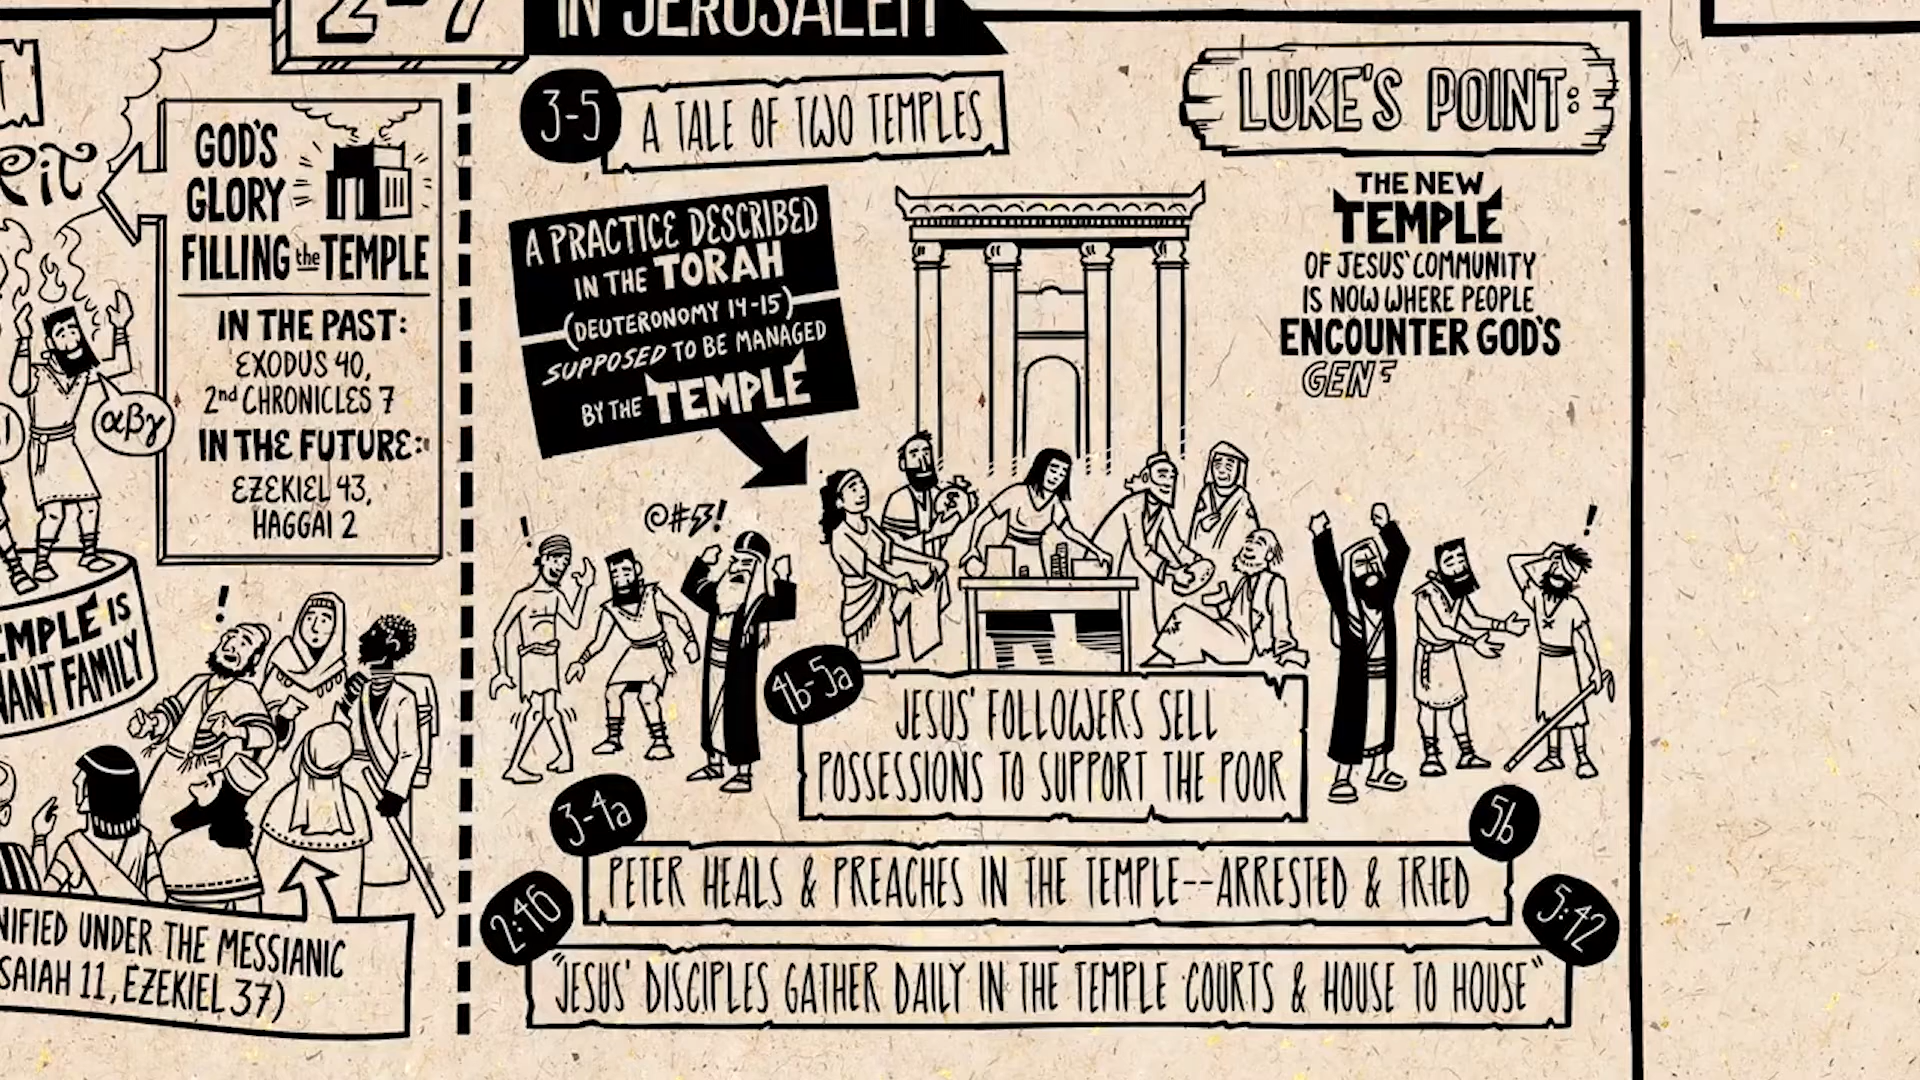 2-7
IN JERUSALEM
GOD'S
GLORY
FILLING the TEMPLE
IN THE PAST:
EXODUS 40,
2nd CHRONICLES 7
IN THE FUTURE:
EZEKIEL 43,
HAGGAI 2
αβγ
!
NIFIED UNDER THE MESSIANIC
SAIAH 11, EZEKIEL 37)
3-5
A TALE OF TWO TEMPLES
A PRACTICE DESCRIBED
IN THE TORAH
(DEUTERONOMY 14-15)
SUPPOSED TO BE MANAGED
BY THE TEMPLE
!
@#$!
$
4b-5a
JESUS' FOLLOWERS SELL
POSSESSIONS TO SUPPORT THE POOR
3-4a
PETER HEALS & PREACHES IN THE TEMPLE--ARRESTED & TRIED
5b
2:46
"JESUS' DISCIPLES GATHER DAILY IN THE TEMPLE COURTS & HOUSE TO HOUSE"
5:42
LUKE'S POINT:
THE NEW
TEMPLE
OF JESUS' COMMUNITY
IS NOW WHERE PEOPLE
ENCOUNTER GOD'S
GEN
!